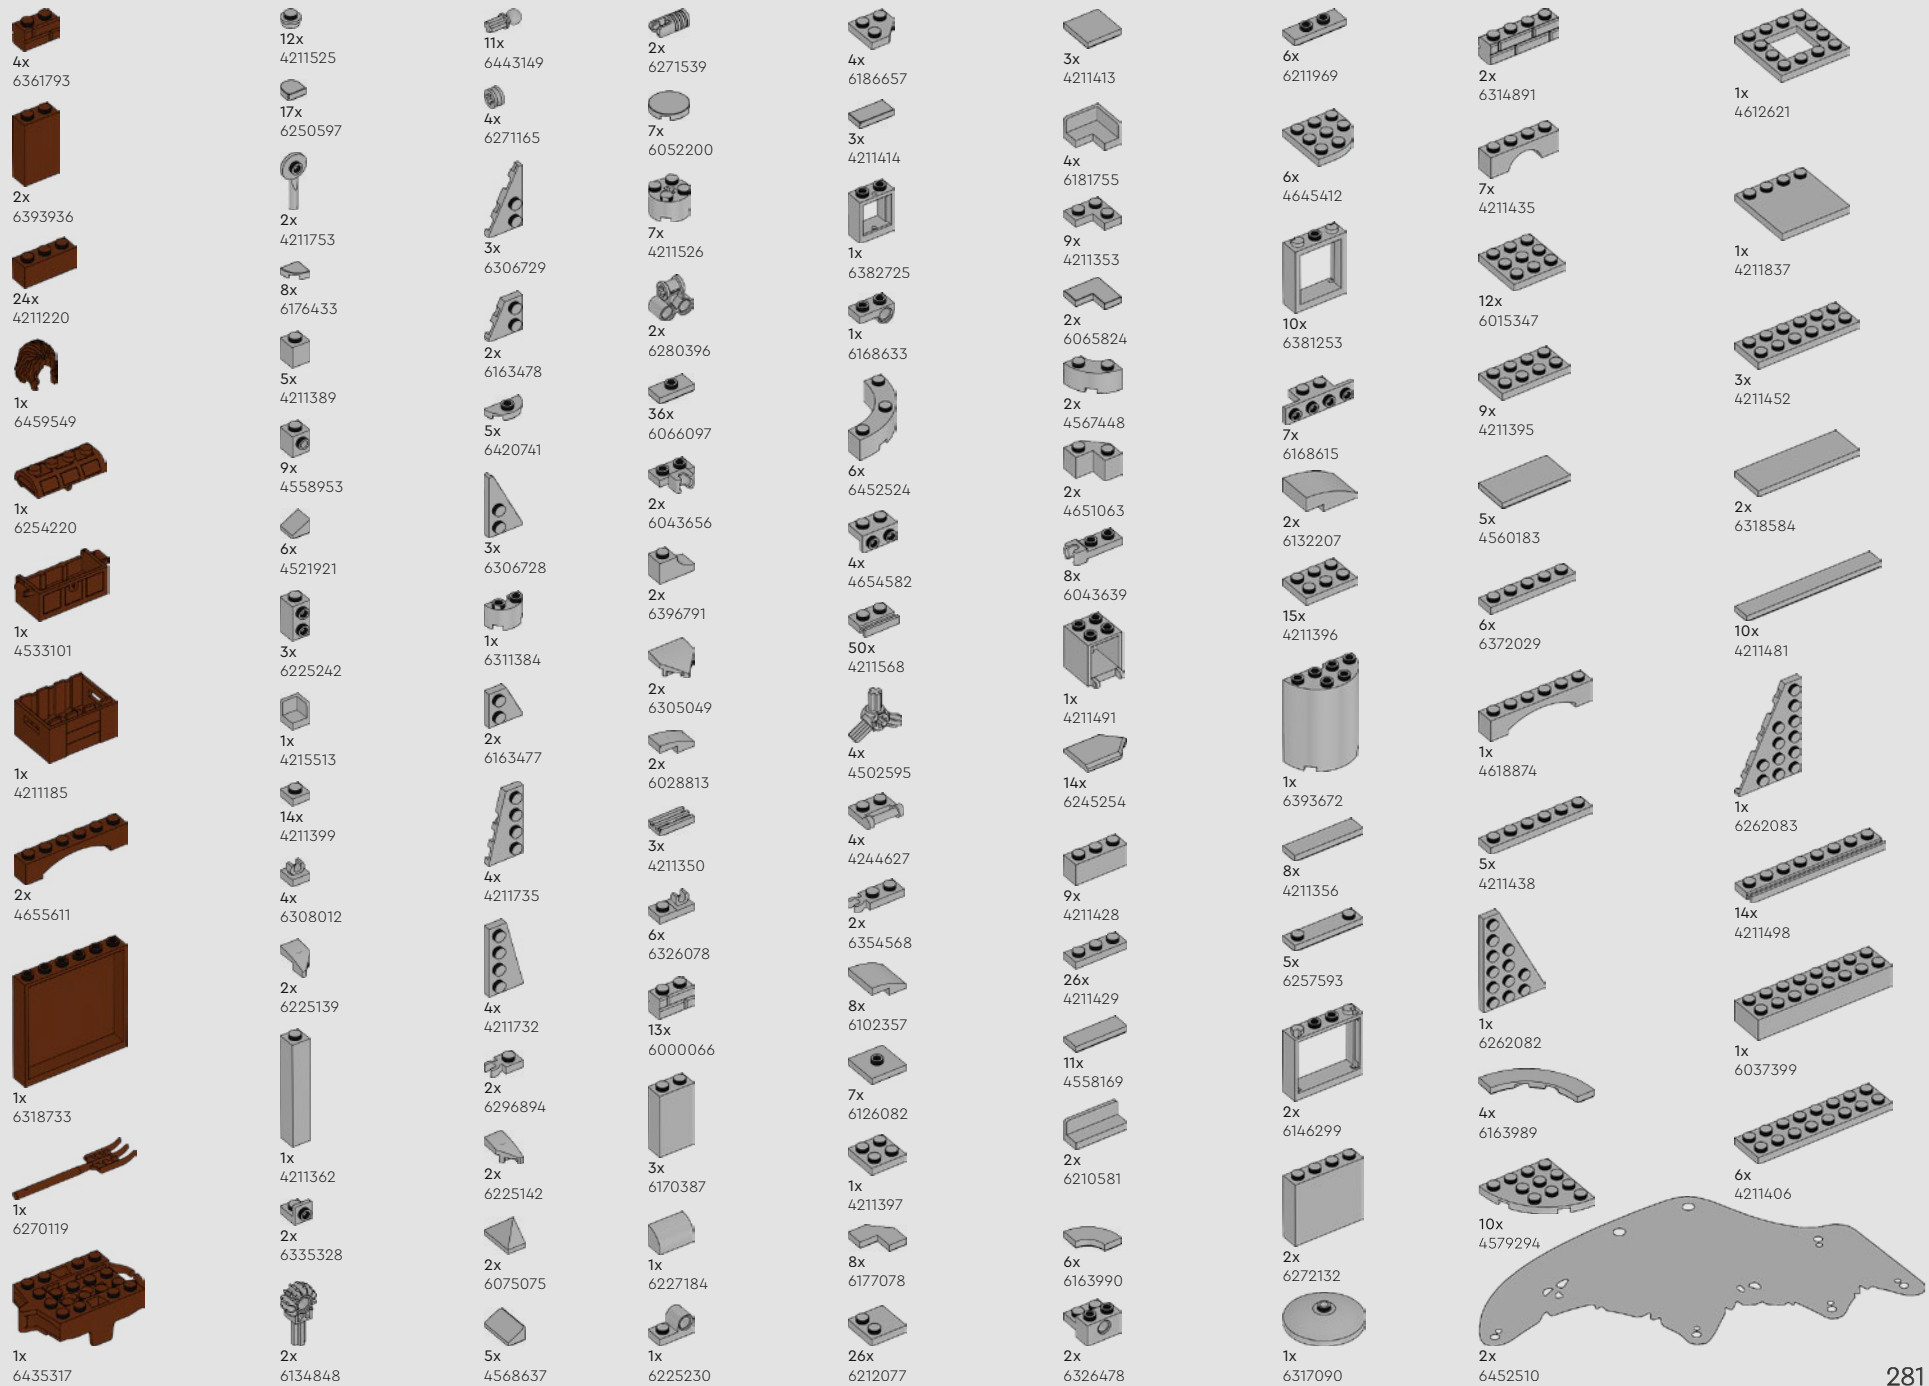 4x
6361793
2x
6393936
24x
4211220
1x
6459549
1x
6254220
1x
4533101
1x
4211185
2x
4655611
1x
6318733
1x
6270119
1x
6435317
12x
4211525
17x
6250597
2x
4211753
8x
6176433
5x
4211389
9x
4558953
6x
4521921
3x
6225242
1x
4215513
14x
4211399
4x
6308012
2x
6225139
1x
4211362
2x
6335328
2x
6134848
11x
6443149
4x
6271165
3x
6306729
2x
6163478
5x
6420741
3x
6306728
1x
6311384
2x
6163477
4x
4211735
4x
4211732
2x
6296894
2x
6225142
2x
6075075
5x
4568637
2x
6271539
7x
6052200
7x
4211526
2x
6280396
36x
6066097
2x
6043656
2x
6396791
2x
6305049
2x
6028813
3x
4211350
6x
6326078
13x
6000066
3x
6170387
1x
6227184
1x
6225230
4x
6186657
3x
4211414
1x
6382725
1x
6168633
6x
6452524
4x
4654582
50x
4211568
4x
4502595
4x
4244627
2x
6354568
8x
6102357
7x
6126082
1x
4211397
8x
6177078
26x
6212077
3x
4211413
4x
6181755
9x
4211353
2x
6065824
2x
4567448
2x
4651063
8x
6043639
1x
4211491
14x
6245254
9x
4211428
26x
4211429
11x
4558169
2x
6210581
6x
6163990
2x
6326478
6x
6211969
6x
4645412
10x
6381253
7x
6168615
2x
6132207
15x
4211396
1x
6393672
8x
4211356
5x
6257593
2x
6146299
2x
6272132
1x
6317090
2x
6314891
7x
4211435
12x
6015347
9x
4211395
5x
4560183
6x
6372029
1x
4618874
5x
4211438
1x
6262082
4x
6163989
10x
4579294
2x
6452510
1x
4612621
1x
4211837
3x
4211452
2x
6318584
10x
4211481
1x
6262083
14x
4211498
1x
6037399
6x
4211406
281